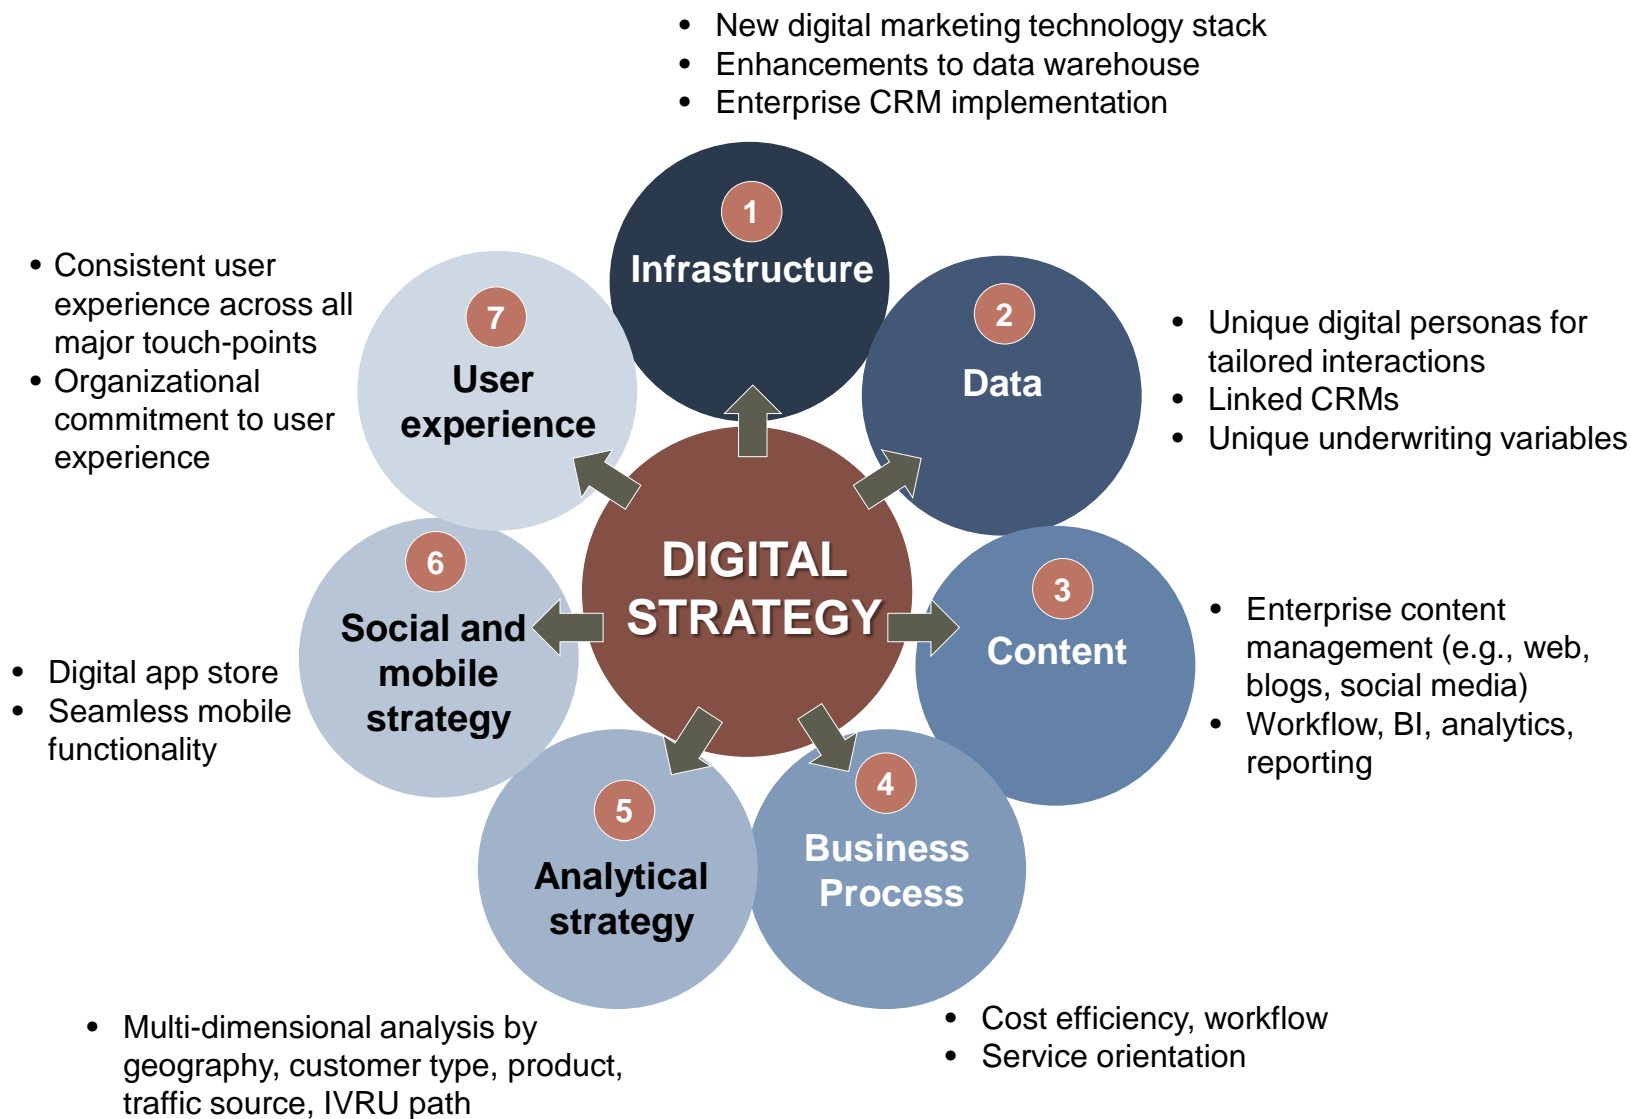 • New digital marketing technology stack
• Enhancements to data warehouse
• Enterprise CRM implementation
1
Infrastructure
2
Data
• Unique digital personas for
tailored interactions
• Linked CRMs
• Unique underwriting variables
3
Content
• Enterprise content
management (e.g., web,
blogs, social media)
• Workflow, BI, analytics,
reporting
4
Business
Process
• Cost efficiency, workflow
• Service orientation
5
Analytical
strategy
• Multi-dimensional analysis by
geography, customer type, product,
traffic source, IVRU path
6
Social and
mobile
strategy
• Digital app store
• Seamless mobile
functionality
7
User
experience
• Consistent user
experience across all
major touch-points
• Organizational
commitment to user
experience
DIGITAL
STRATEGY